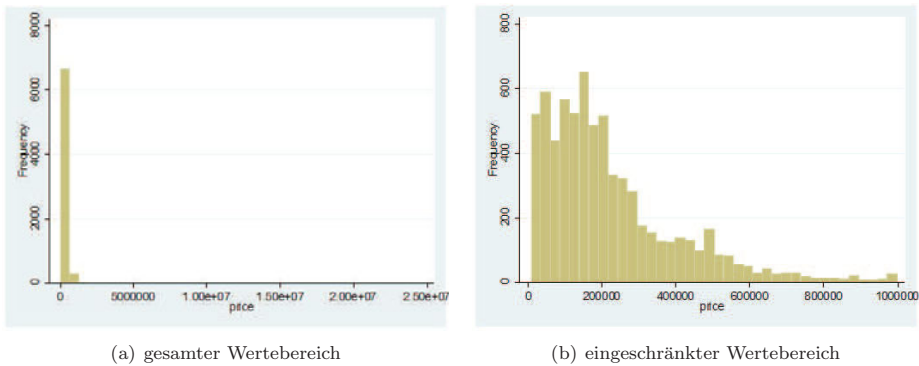 8000
6000
4000
2000
0
Frequency
0 5000000 1.00e+07 1.50e+07 2.00e+07 2.50e+07
price
(a) gesamter Wertebereich
800
600
400
200
0
Frequency
0 200000 400000 600000 800000 1000000
price
(b) eingeschränkter Wertebereich